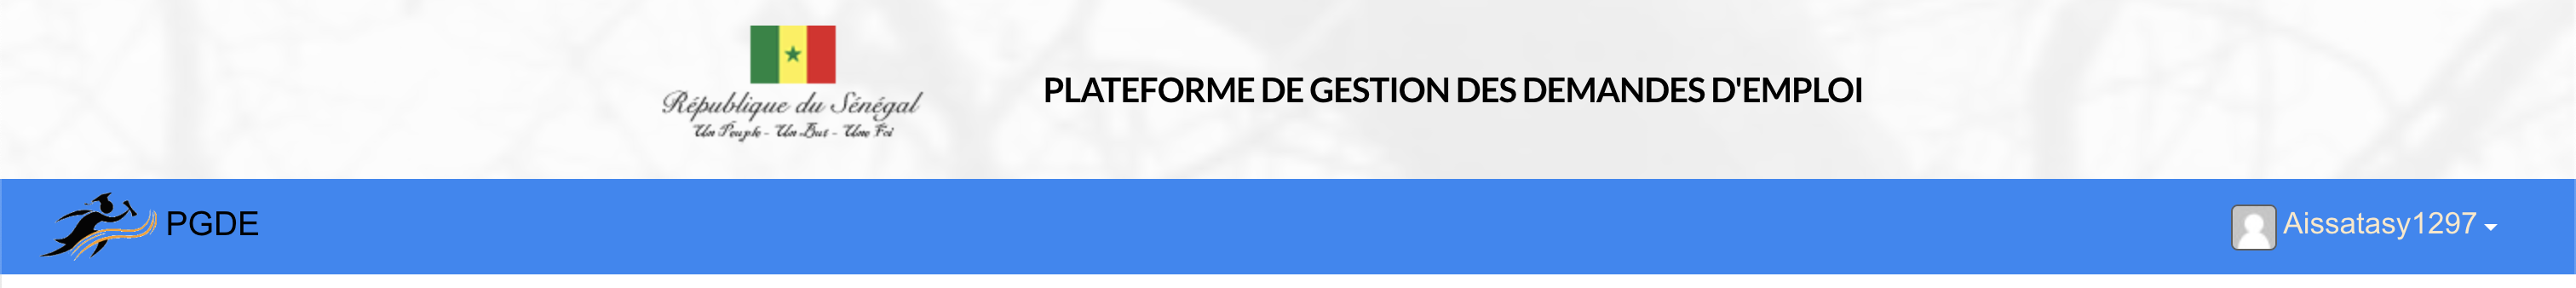 République du Sénégal
Un Peuple - Un But - Une Foi
PLATEFORME DE GESTION DES DEMANDES D'EMPLOI
PGDE
Aissatasy1297